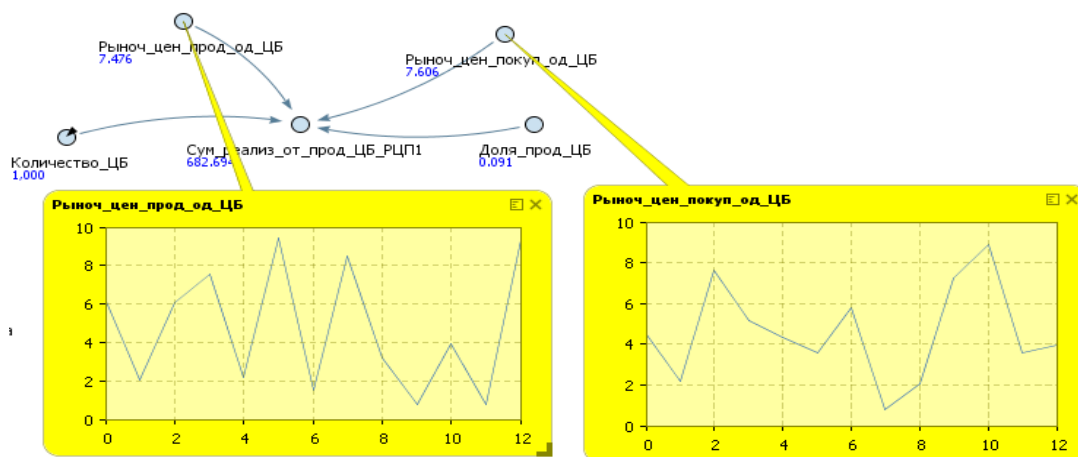 Рыноч_цен_прод_од_ЦБ
7.476
Рыноч_цен_покуп_од_ЦБ
7.606
Количество_ЦБ
1,000
Сум_реализ_от_прод_ЦБ_РЦП1
682.694
Доля_прод_ЦБ
0.091
Рыноч_цен_прод_од_ЦБ
10
8
6
4
2
0
0 2 4 6 8 10 12
Рыноч_цен_покуп_од_ЦБ
10
8
6
4
2
0
0 2 4 6 8 10 12